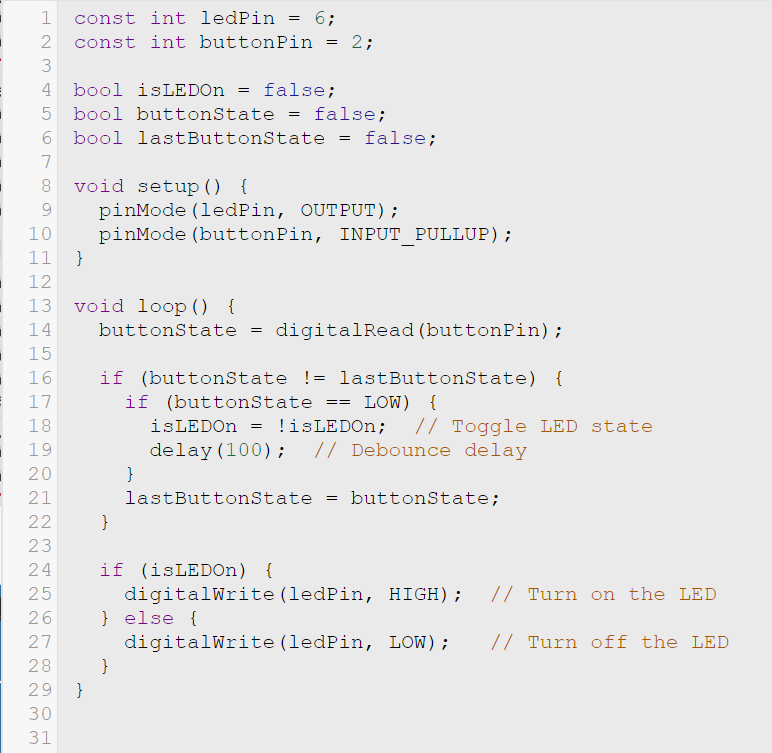 1 const int ledPin = 6;
2 const int buttonPin = 2;
3
4 bool isLEDOn = false;
5 bool buttonState = false;
6 bool lastButtonState = false;
7
8 void setup() {
9   pinMode(ledPin, OUTPUT);
10   pinMode(buttonPin, INPUT_PULLUP);
11 }
12
13 void loop() {
14   buttonState = digitalRead(buttonPin);
15
16   if (buttonState != lastButtonState) {
17     if (buttonState == LOW) {
18       isLEDOn = !isLEDOn;  // Toggle LED state
19       delay(100);  // Debounce delay
20     }
21     lastButtonState = buttonState;
22   }
23
24   if (isLEDOn) {
25     digitalWrite(ledPin, HIGH);  // Turn on the LED
26   } else {
27     digitalWrite(ledPin, LOW);   // Turn off the LED
28   }
29 }
30
31